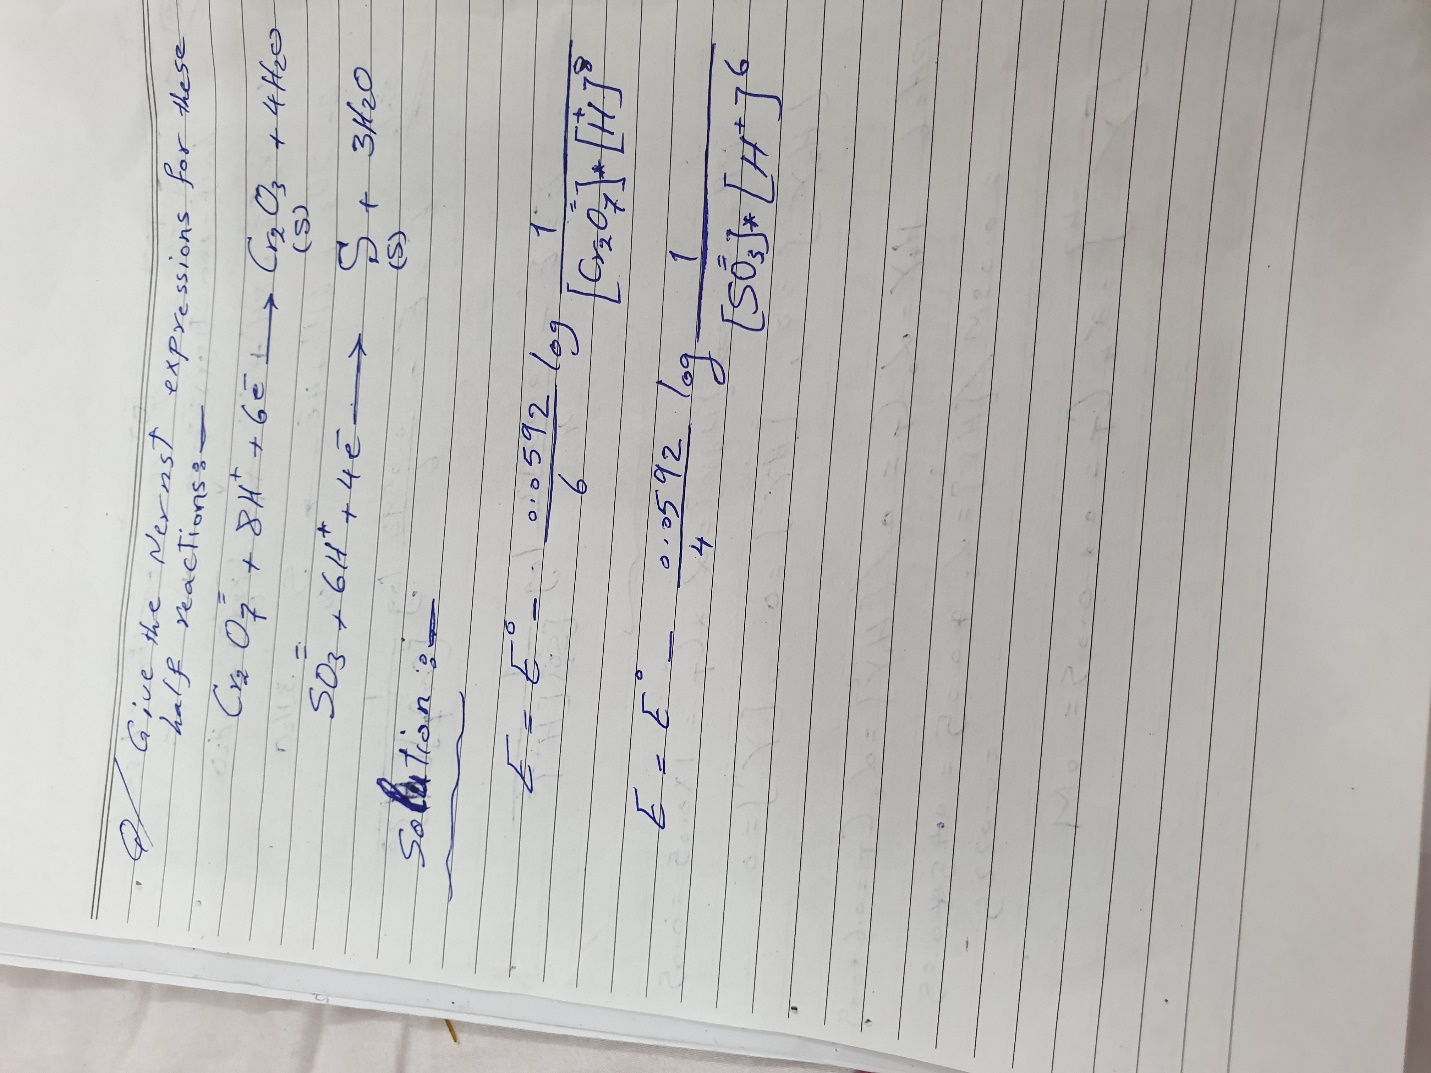 Q/ Give the Nernst expressions for these
half reactions:—
Cr₂O₇⁼ + 8H⁺ + 6e⁻ ⟶ Cr₂O₃ + 4H₂O
(S)
SO₃⁼ + 6H⁺ + 4e⁻ ⟶ S + 3H₂O
(S)
Solution:—
E = E° – 0.0592/6 log 1/[Cr₂O₇⁼]*[H⁺]⁸
E = E° – 0.0592/4 log 1/[SO₃⁼]*[H⁺]⁶